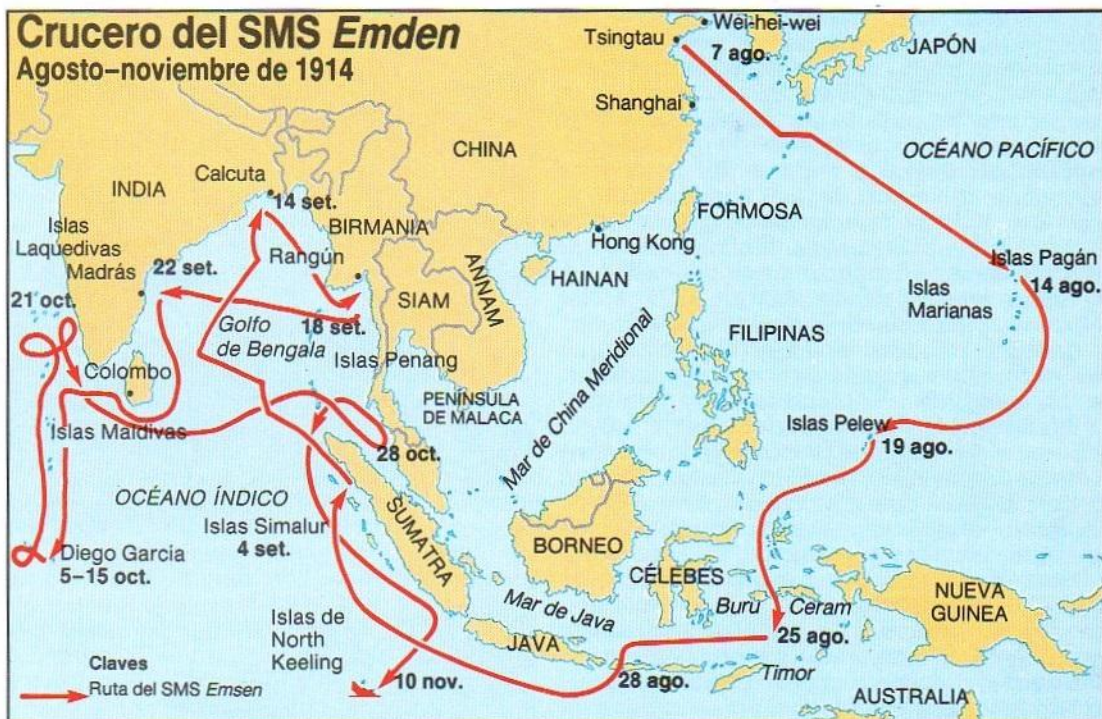 Crucero del SMS Emden
Agosto–noviembre de 1914
Wei-hei-wei
Tsingtau
7 ago.
JAPÓN
Shanghai
CHINA
OCÉANO PACÍFICO
INDIA
Calcuta
14 set.
BIRMANIA
FORMOSA
Islas
Laquedivas
Madrás
22 set.
Rangún
Hong Kong
HAINAN
ANNAM
Islas Pagán
14 ago.
Islas
Marianas
21 oct.
18 set.
SIAM
Golfo
de Bengala
Islas Penang
FILIPINAS
Colombo
PENÍNSULA
DE MALACA
Mar de China Meridional
Islas Maldivas
28 oct.
Islas Pelew
19 ago.
OCÉANO ÍNDICO
Islas Simalur
4 set.
SUMATRA
Diego García
5–15 oct.
BORNEO
CÉLEBES
Buru
Ceram
NUEVA
GUINEA
Mar de Java
25 ago.
Islas de
North
Keeling
JAVA
Timor
28 ago.
10 nov.
AUSTRALIA
Claves
Ruta del SMS Emsen